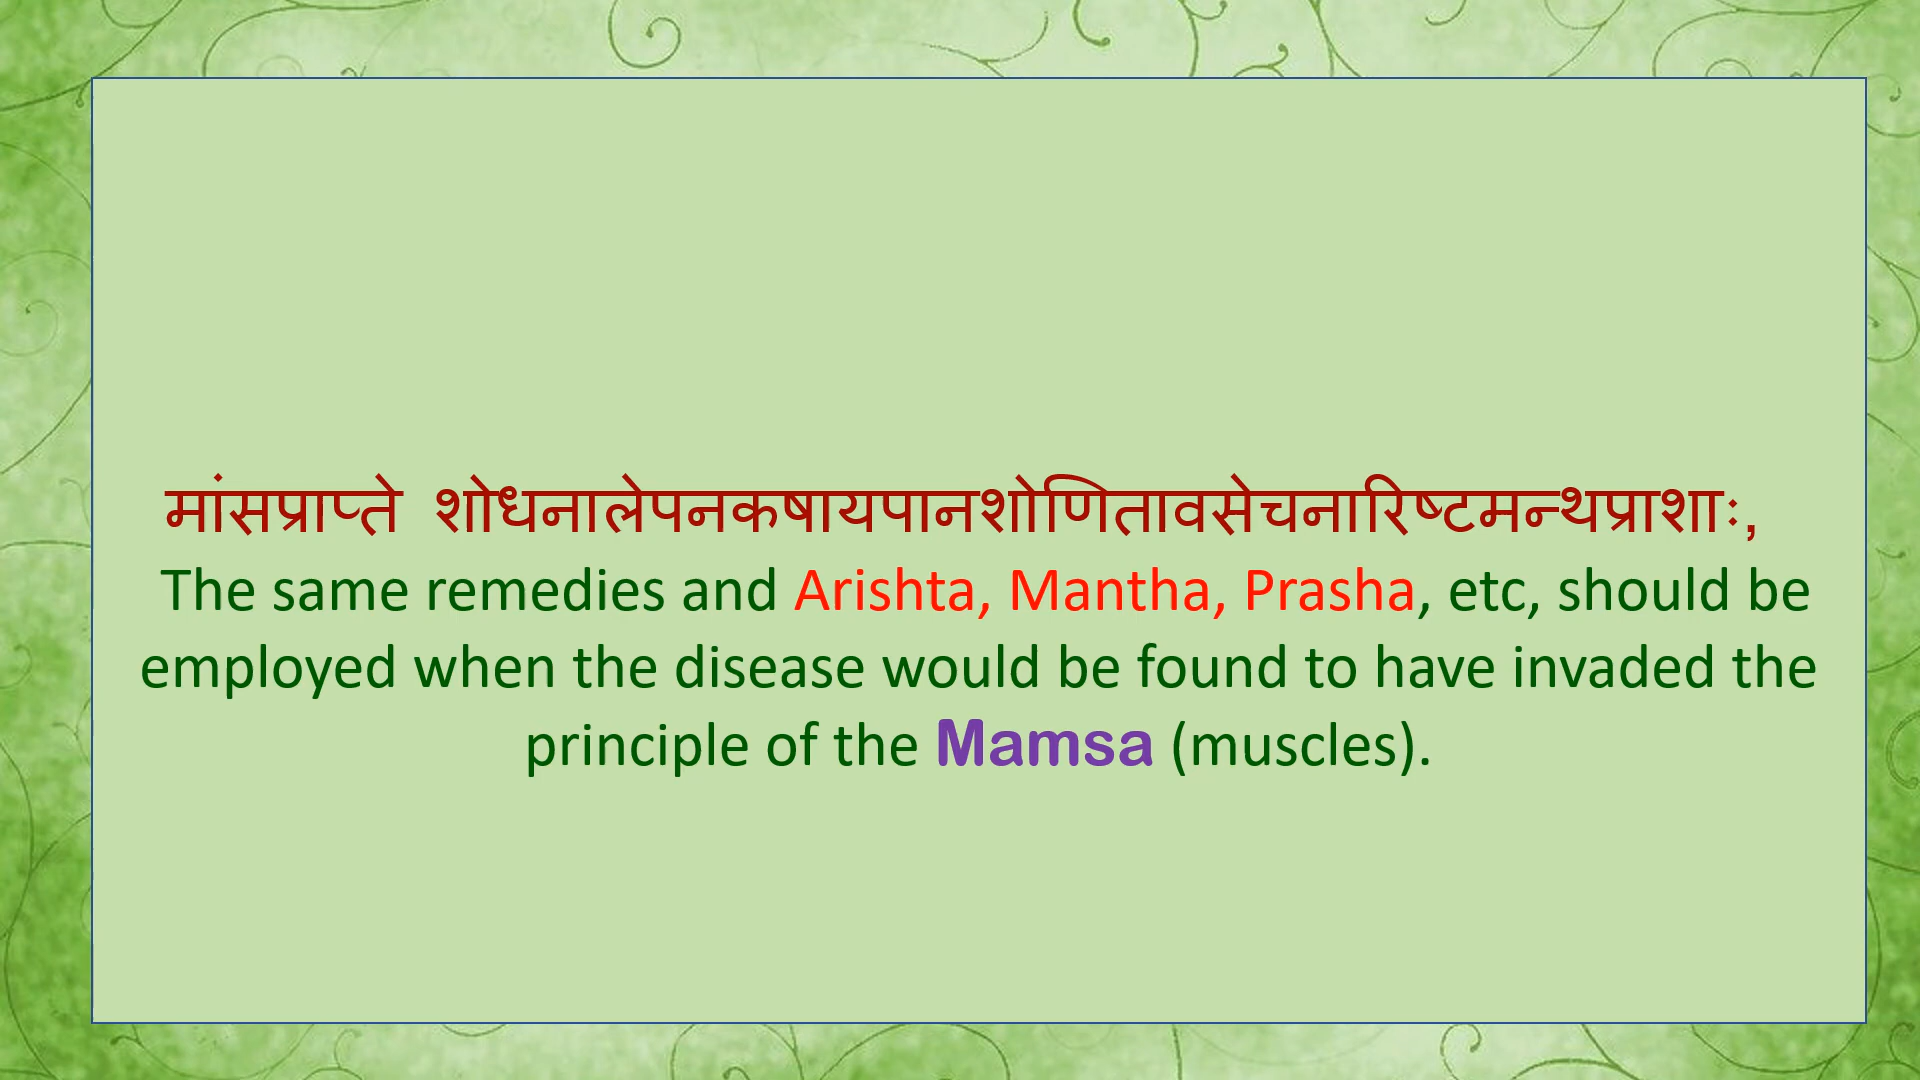 मांसप्राप्ते शोधनालेपनकषायपानशोणितावसेचनारिष्टमन्थप्राशाः,
The same remedies and Arishta, Mantha, Prasha, etc, should be
employed when the disease would be found to have invaded the
principle of the Mamsa (muscles).